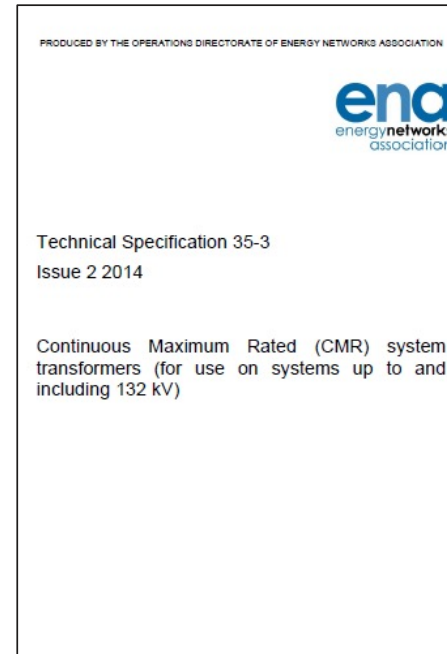 PRODUCED BY THE OPERATIONS DIRECTORATE OF ENERGY NETWORKS ASSOCIATION
ena
energynetworks
association
Technical Specification 35-3
Issue 2 2014
Continuous Maximum Rated (CMR) system
transformers (for use on systems up to and
including 132 kV)